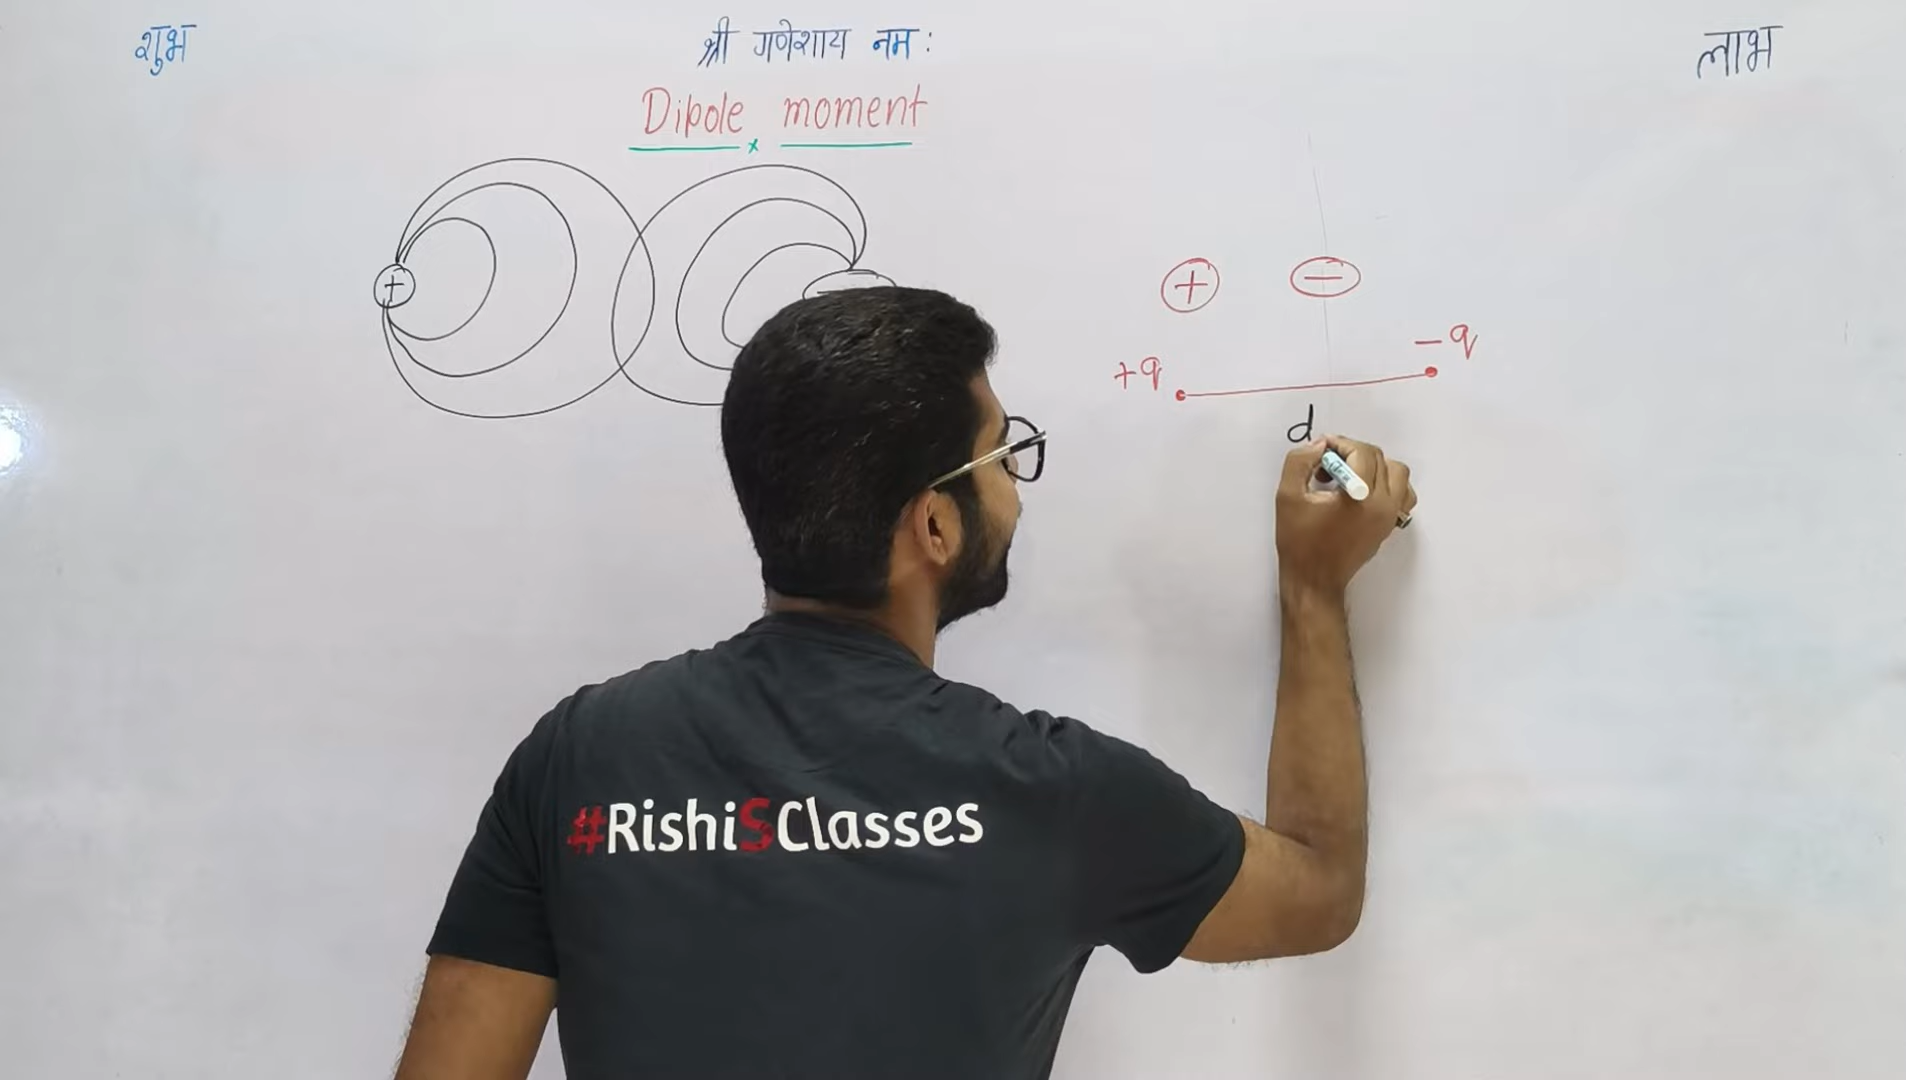 शुभ
श्री गणेशाय नम :
लाभ
Dipole moment
x
+
−
+
−
+q
− q
d
#RishiSClasses